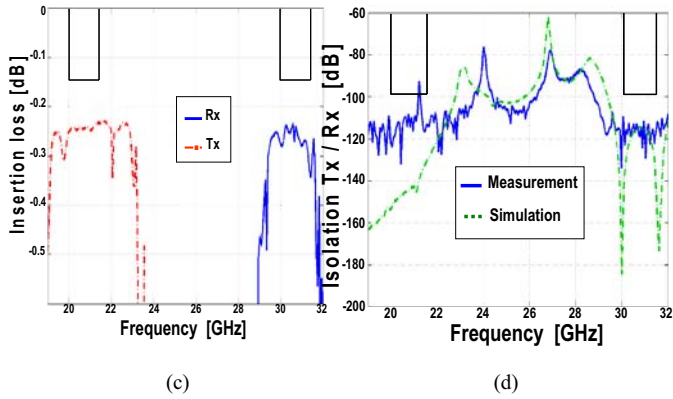 Insertion loss [dB]
0
-0.1
-0.2
-0.3
-0.4
-0.5
Rx
Tx
20 22 24 26 28 30 32
Frequency [GHz]
(c)
Isolation Tx / Rx [dB]
-60
-80
-100
-120
-140
-160
-180
-200
Measurement
Simulation
20 22 24 26 28 30 32
Frequency [GHz]
(d)